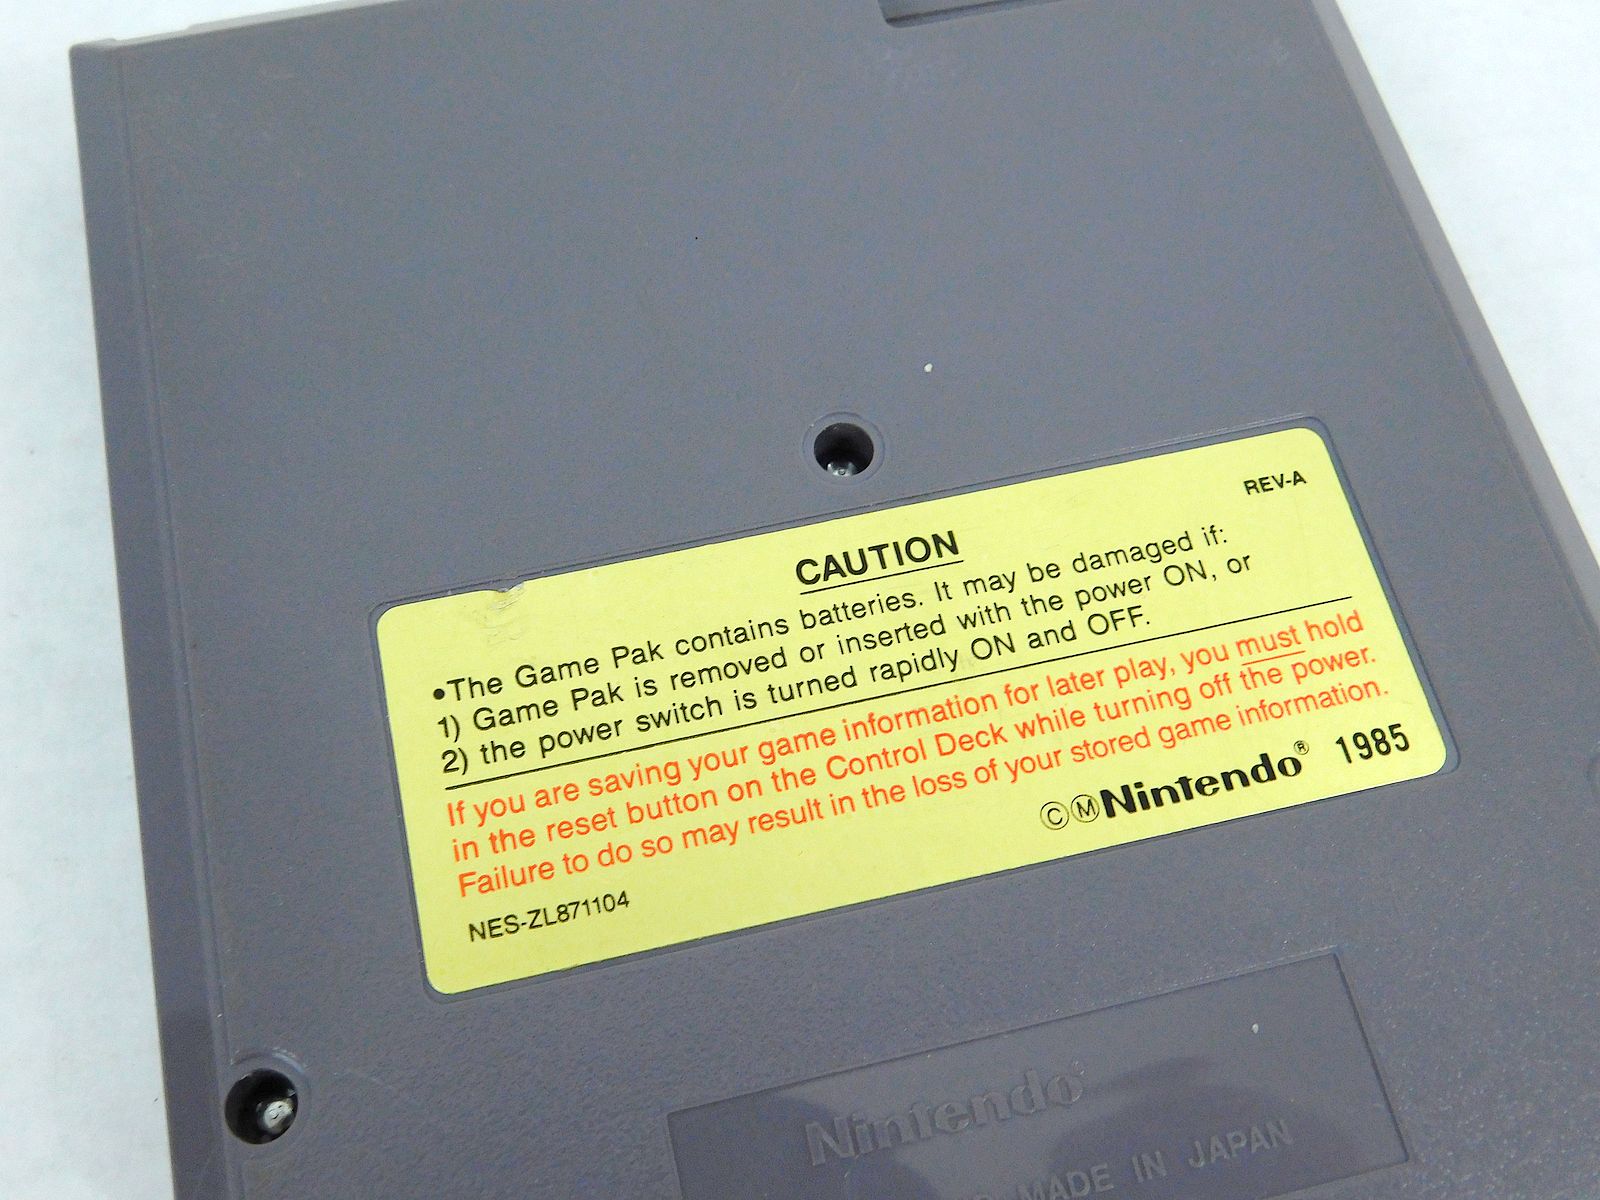 REV-A
CAUTION
•The Game Pak contains batteries. It may be damaged if:
1) Game Pak is removed or inserted with the power ON, or
2) the power switch is turned rapidly ON and OFF.
If you are saving your game information for later play, you must hold
in the reset button on the Control Deck while turning off the power.
Failure to do so may result in the loss of your stored game information.
ⒸⓂNintendo® 1985
NES-ZL871104
Nintendo®
MADE IN JAPAN